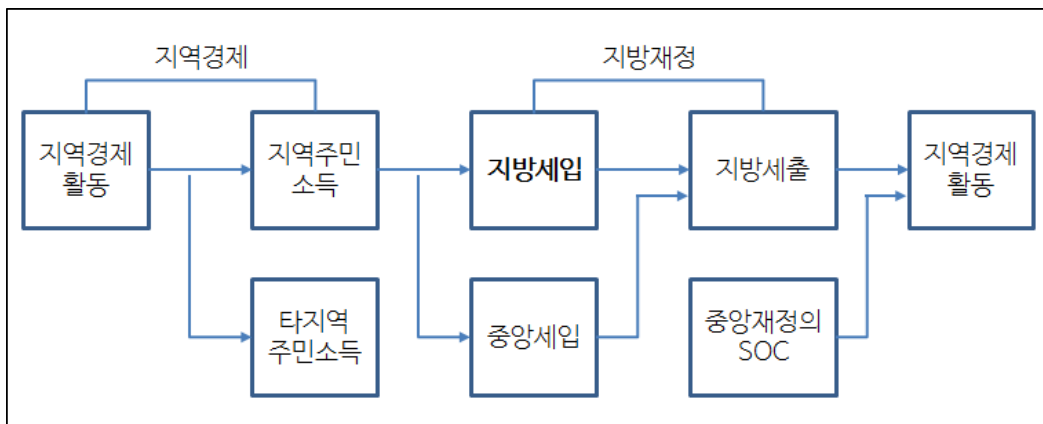 지역경제
지방재정
지역경제
활동
지역주민
소득
지방세입
지방세출
지역경제
활동
타지역
주민소득
중앙세입
중앙재정의
SOC